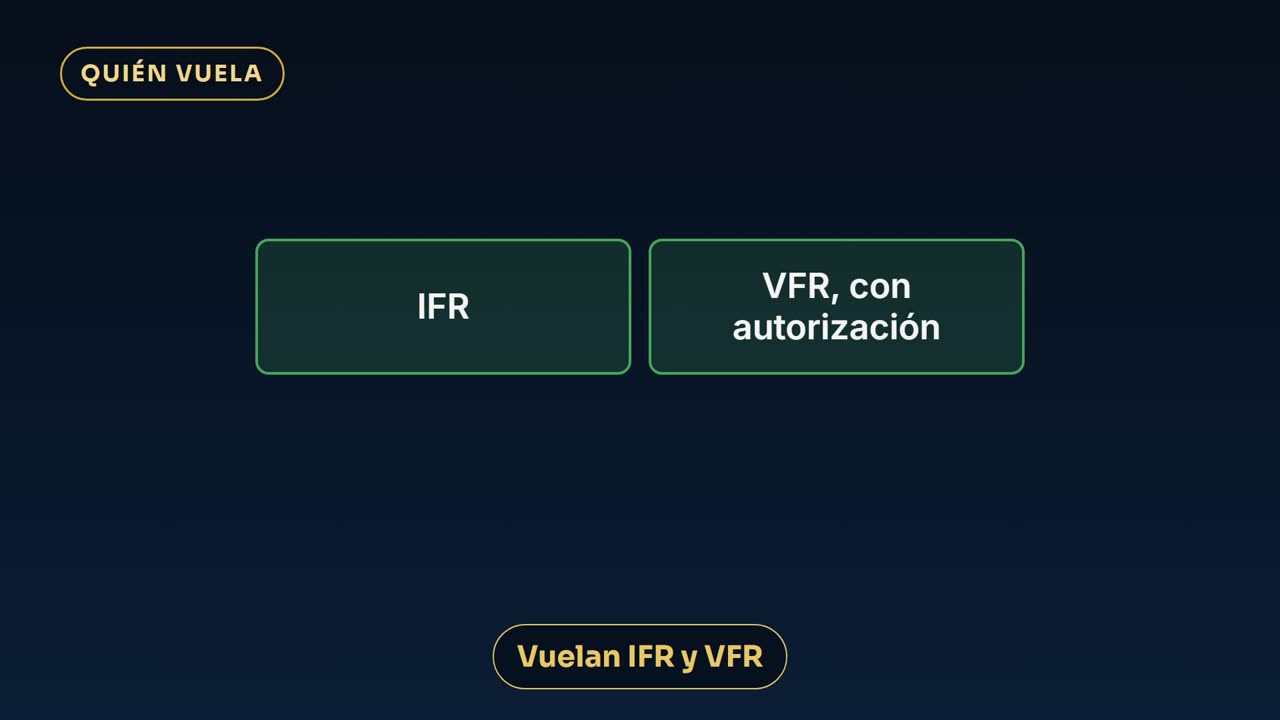 QUIÉN VUELA
IFR
VFR, con
autorización
Vuelan IFR y VFR